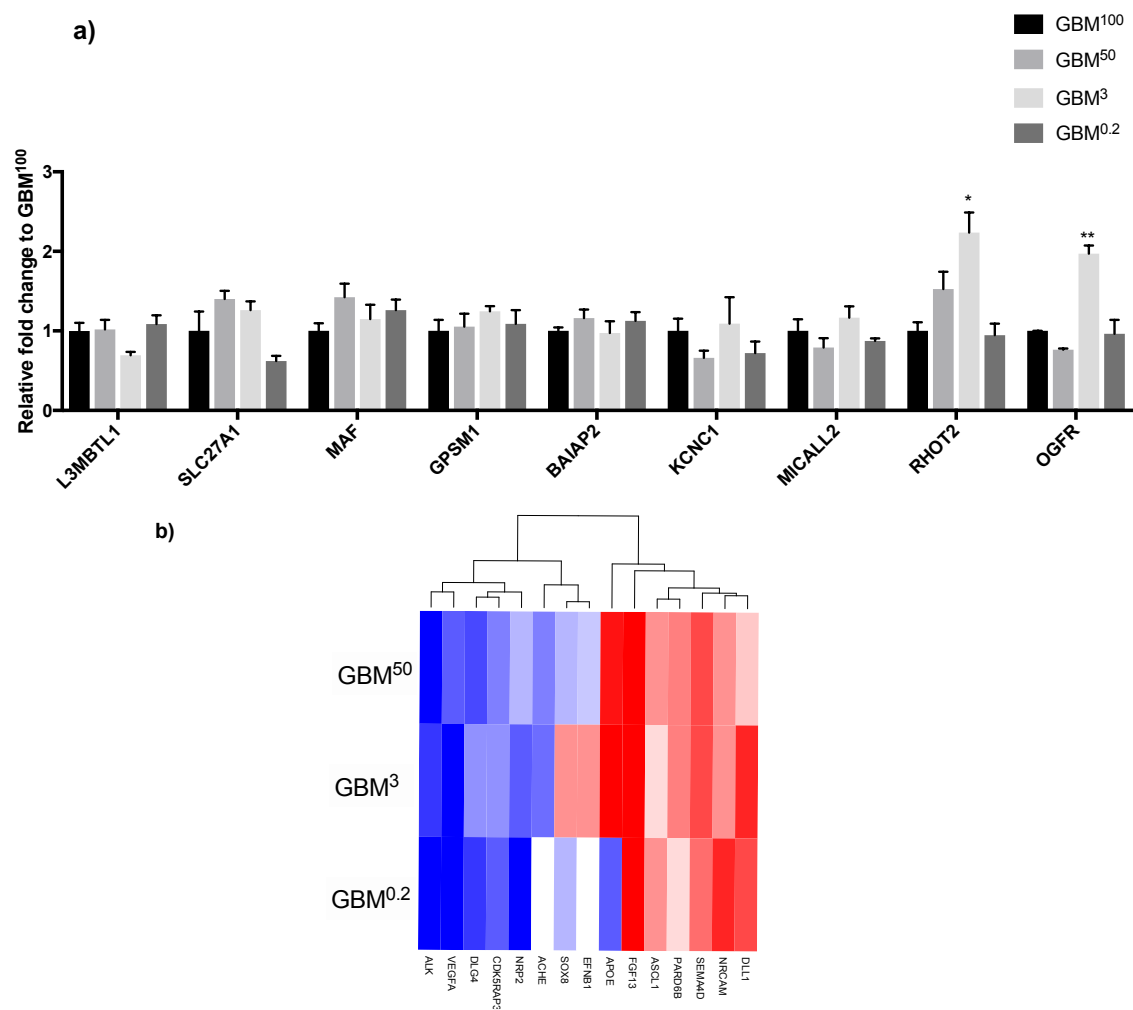 a)
GBM100
GBM50
GBM3
GBM0.2
Relative fold change to GBM100
3
2
1
0
*
**
L3MBTL1
SLC27A1
MAF
GPSM1
BAIAP2
KCNC1
MICALL2
RHOT2
OGFR
b)
GBM50
GBM3
GBM0.2
ALK
VEGFA
DLG4
CDK5RAP3
NRP2
ACHE
SOX8
EFNB1
APOE
FGF13
ASCL1
PARD6B
SEMA4D
NRCAM
DLL1